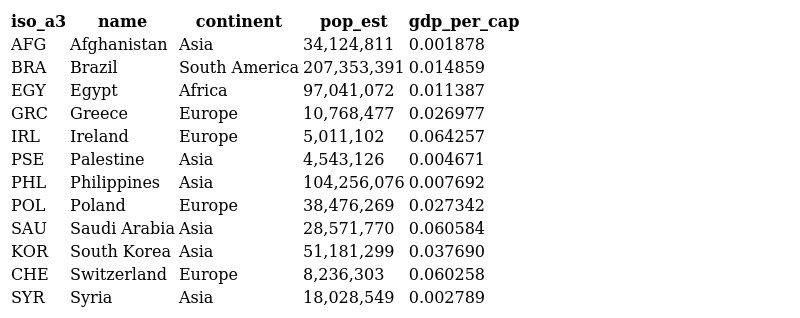 iso_a3 name continent pop_est gdp_per_cap
AFG Afghanistan Asia 34,124,811 0.001878
BRA Brazil South America 207,353,391 0.014859
EGY Egypt Africa 97,041,072 0.011387
GRC Greece Europe 10,768,477 0.026977
IRL Ireland Europe 5,011,102 0.064257
PSE Palestine Asia 4,543,126 0.004671
PHL Philippines Asia 104,256,076 0.007692
POL Poland Europe 38,476,269 0.027342
SAU Saudi Arabia Asia 28,571,770 0.060584
KOR South Korea Asia 51,181,299 0.037690
CHE Switzerland Europe 8,236,303 0.060258
SYR Syria Asia 18,028,549 0.002789